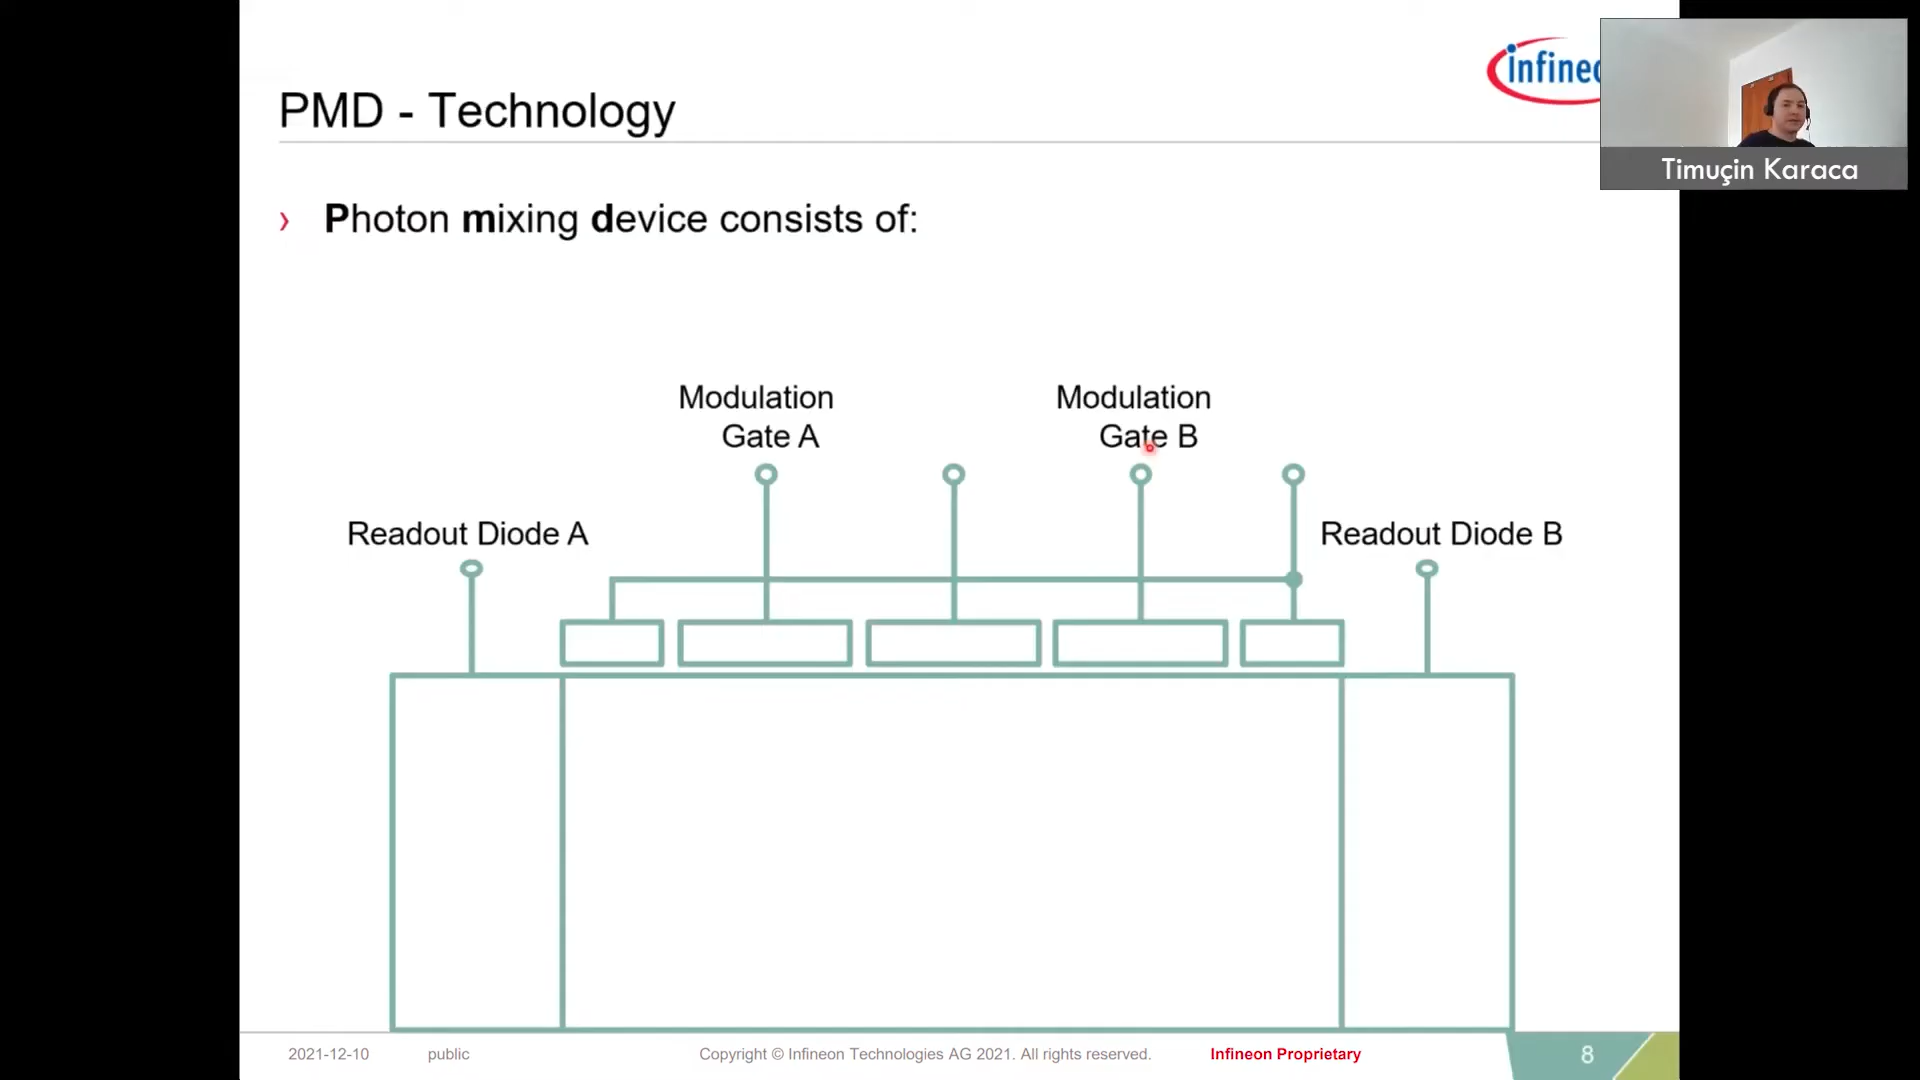 infineo
PMD - Technology
Timuçin Karaca
› Photon mixing device consists of:
Modulation
Gate A
Modulation
Gate B
Readout Diode A
Readout Diode B
2021-12-10
public
Copyright © Infineon Technologies AG 2021. All rights reserved.
Infineon Proprietary
8